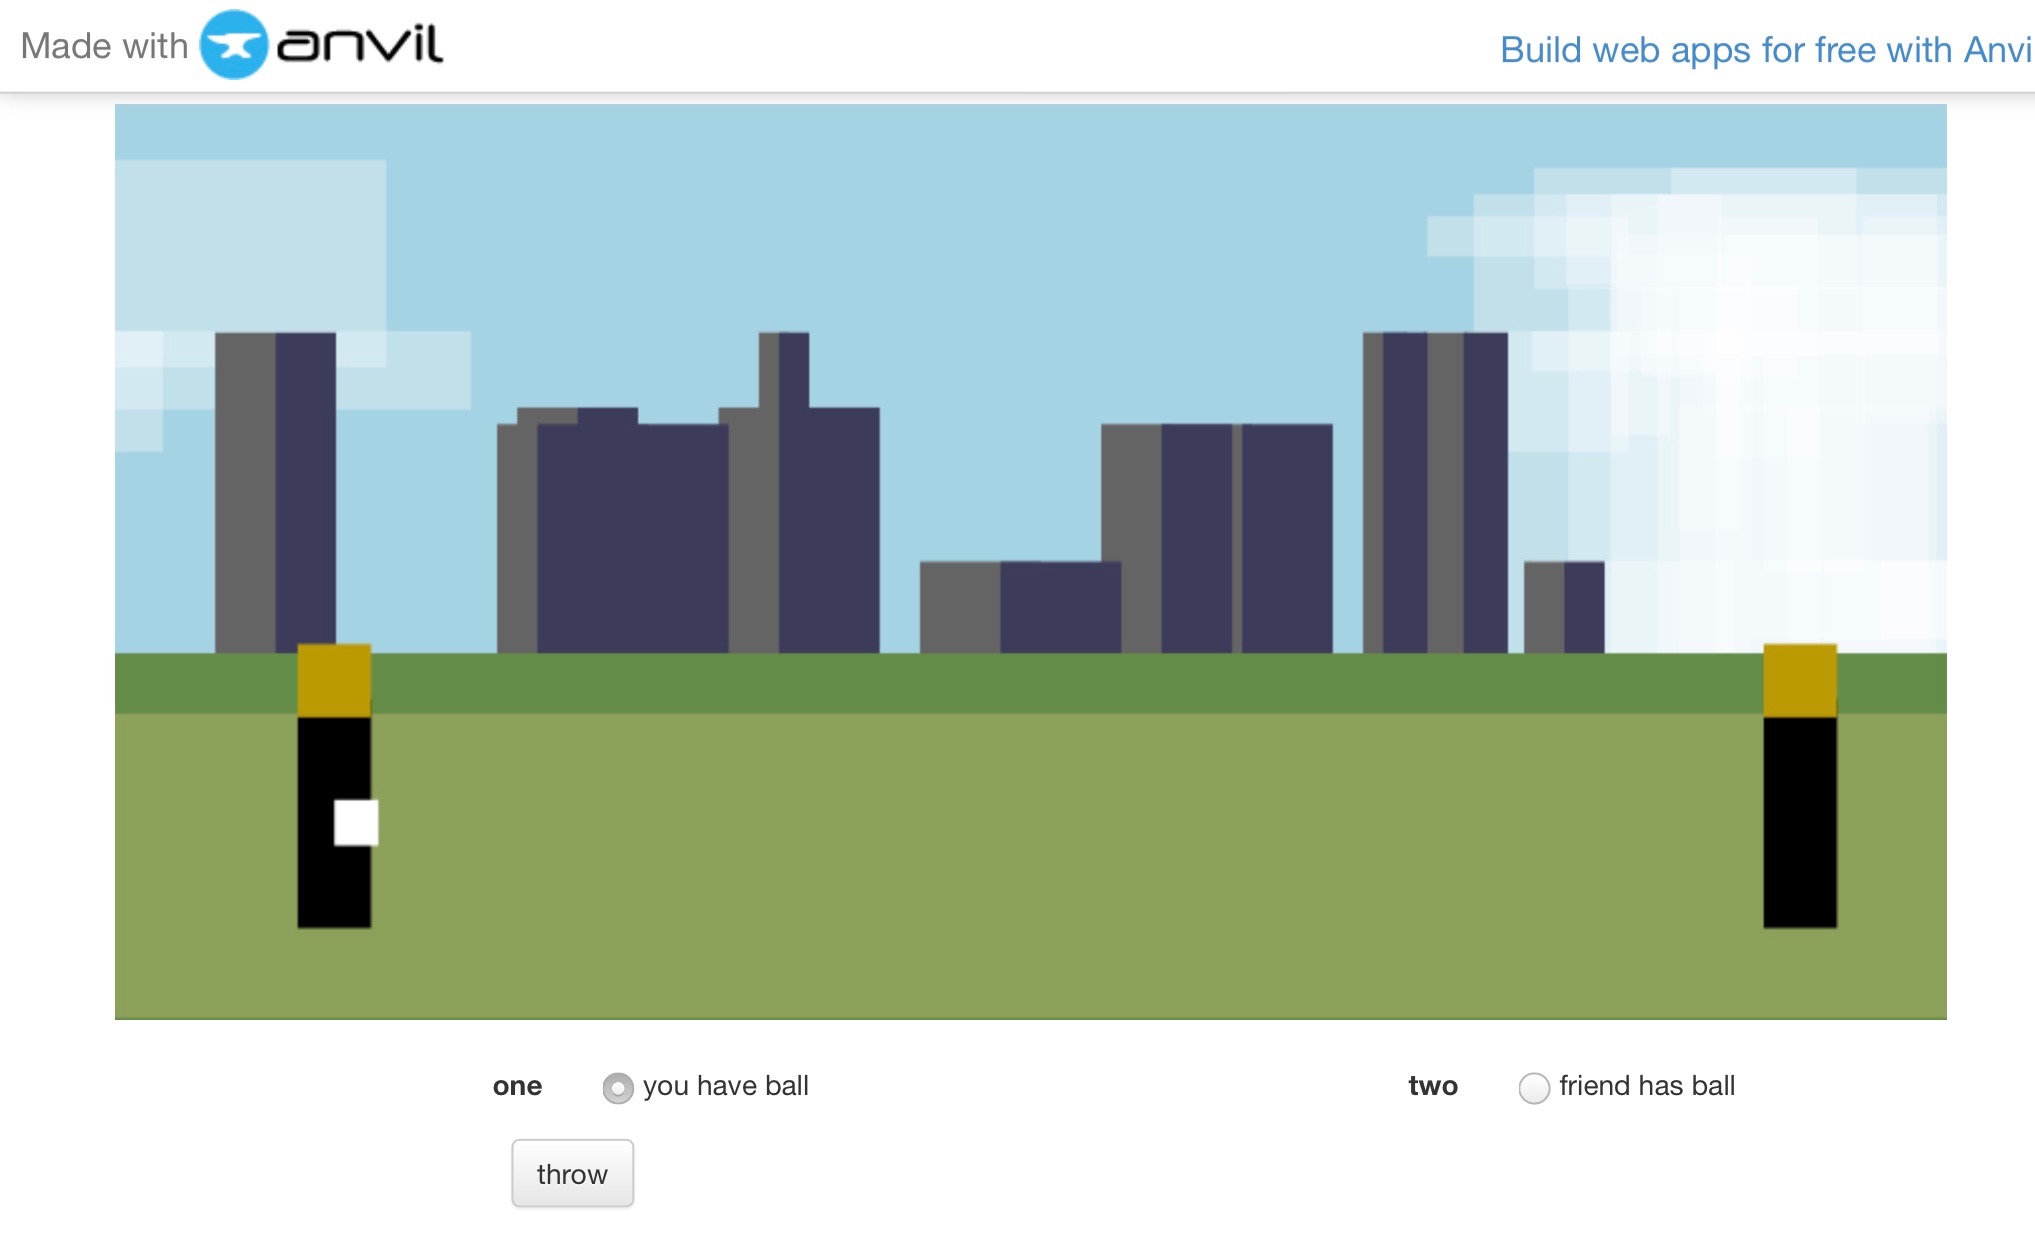 Made with anvil
Build web apps for free with Anvi
one you have ball two friend has ball
throw